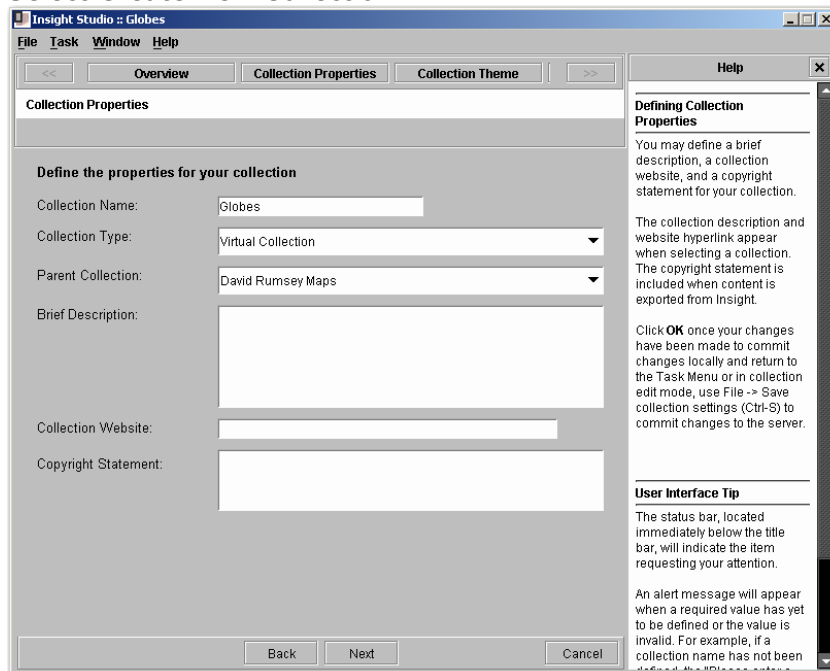 Insight Studio :: Globes
File Task Window Help
<< Overview Collection Properties Collection Theme >>
Collection Properties
Define the properties for your collection
Collection Name: Globes
Collection Type: Virtual Collection
Parent Collection: David Rumsey Maps
Brief Description:
Collection Website:
Copyright Statement:
Back Next Cancel
Help
Defining Collection
Properties
You may define a brief
description, a collection
website, and a copyright
statement for your collection.
The collection description and
website hyperlink appear
when selecting a collection.
The copyright statement is
included when content is
exported from Insight.
Click OK once your changes
have been made to commit
changes locally and return to
the Task Menu or in collection
edit mode, use File -> Save
collection settings (Ctrl-S) to
commit changes to the server.
User Interface Tip
The status bar, located
immediately below the title
bar, will indicate the item
requesting your attention.
An alert message will appear
when a required value has yet
to be defined or the value is
invalid. For example, if a
collection name has not been